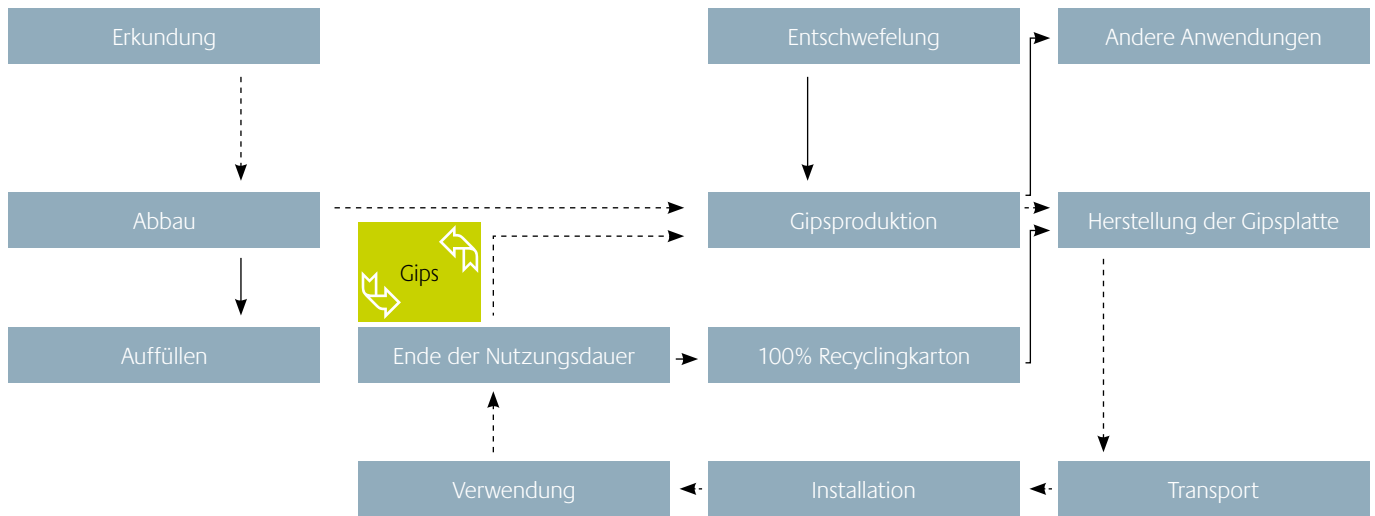 Erkundung
Entschwefelung
Andere Anwendungen
Abbau
Gipsproduktion
Herstellung der Gipsplatte
Gips
Auffüllen
Ende der Nutzungsdauer
100% Recyclingkarton
Verwendung
Installation
Transport